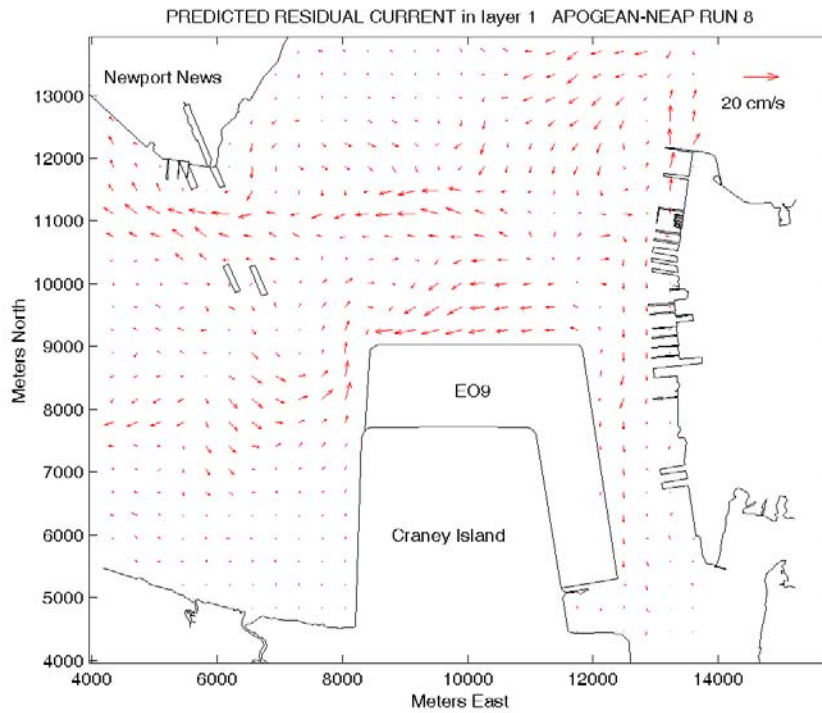 PREDICTED RESIDUAL CURRENT in layer 1 APOGEAN-NEAP RUN 8
Newport News
20 cm/s
13000
12000
11000
10000
9000
8000
7000
6000
5000
4000
Meters North
EO9
Craney Island
4000 6000 8000 10000 12000 14000
Meters East